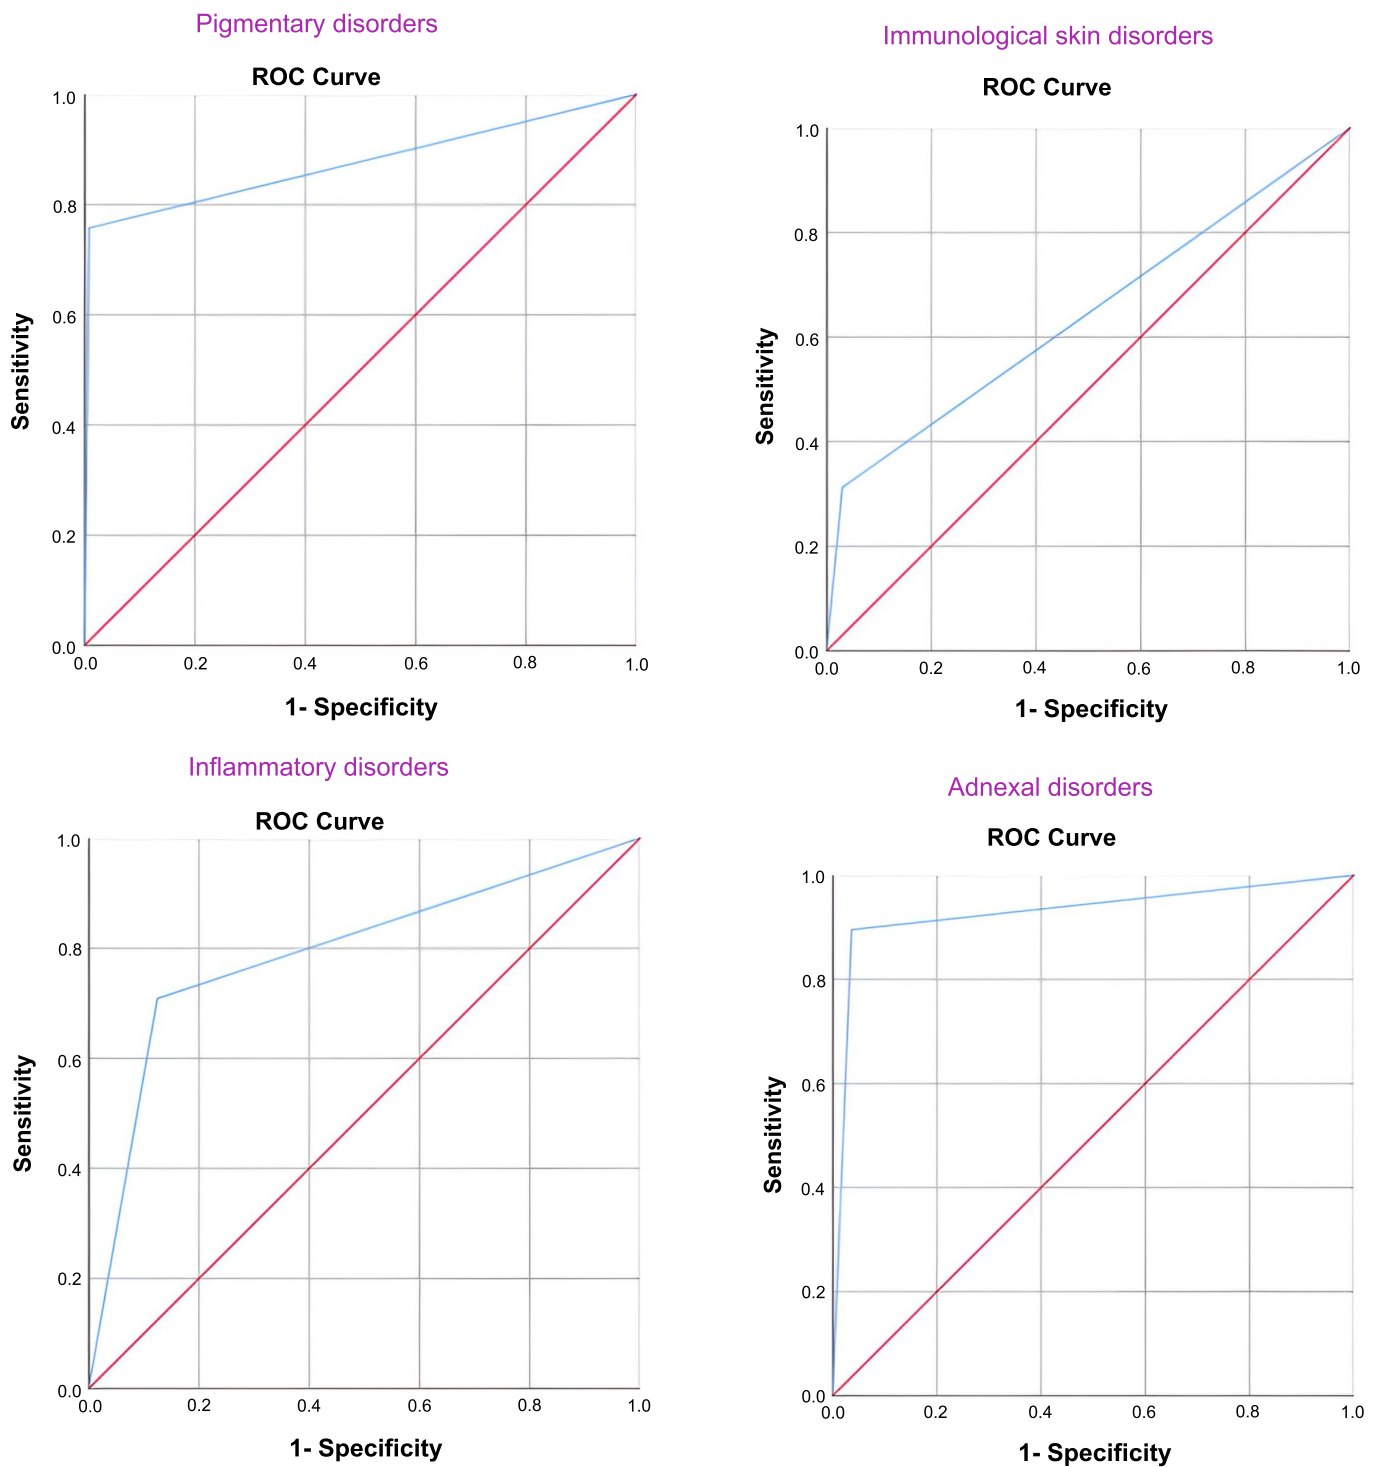 Pigmentary disorders
ROC Curve
1.0
0.8
0.6
0.4
0.2
0.0
Sensitivity
0.0 0.2 0.4 0.6 0.8 1.0
1- Specificity
Immunological skin disorders
ROC Curve
1.0
0.8
0.6
0.4
0.2
0.0
Sensitivity
0.0 0.2 0.4 0.6 0.8 1.0
1- Specificity
Inflammatory disorders
ROC Curve
1.0
0.8
0.6
0.4
0.2
0.0
Sensitivity
0.0 0.2 0.4 0.6 0.8 1.0
1- Specificity
Adnexal disorders
ROC Curve
1.0
0.8
0.6
0.4
0.2
0.0
Sensitivity
0.0 0.2 0.4 0.6 0.8 1.0
1- Specificity